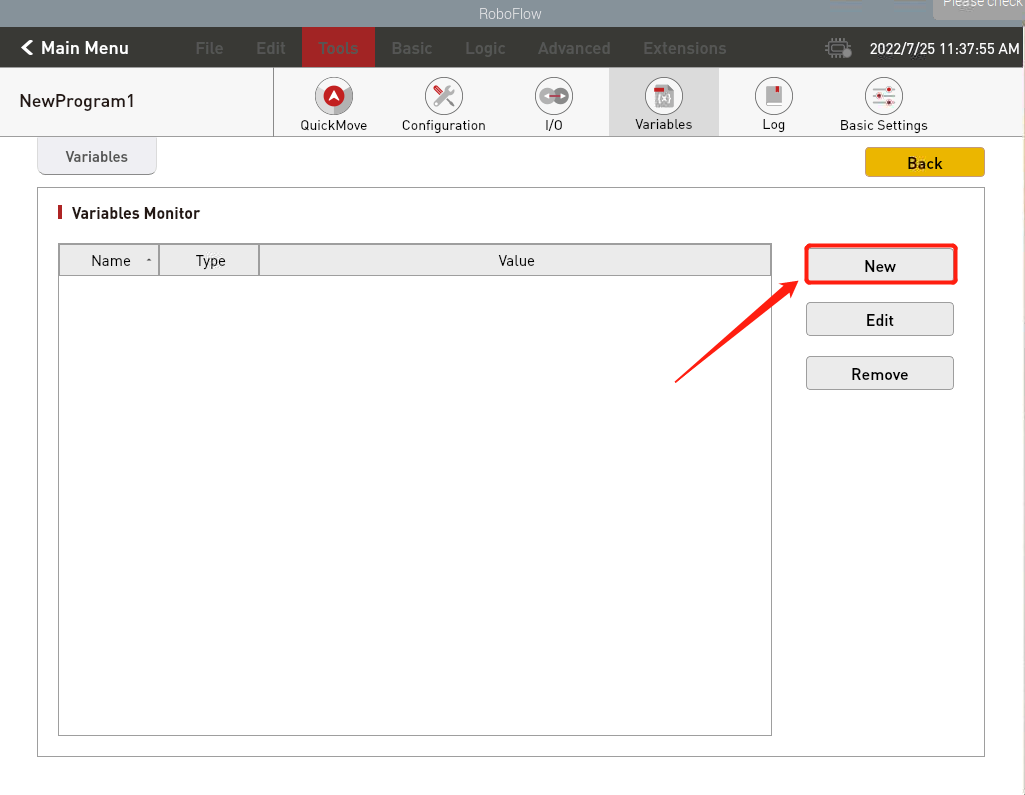 RoboFlow
Please check
Main Menu File Edit Tools Basic Logic Advanced Extensions 2022/7/25 11:37:55 AM
NewProgram1
QuickMove Configuration I/O Variables Log Basic Settings
Variables
Back
Variables Monitor
Name Type Value
New
Edit
Remove